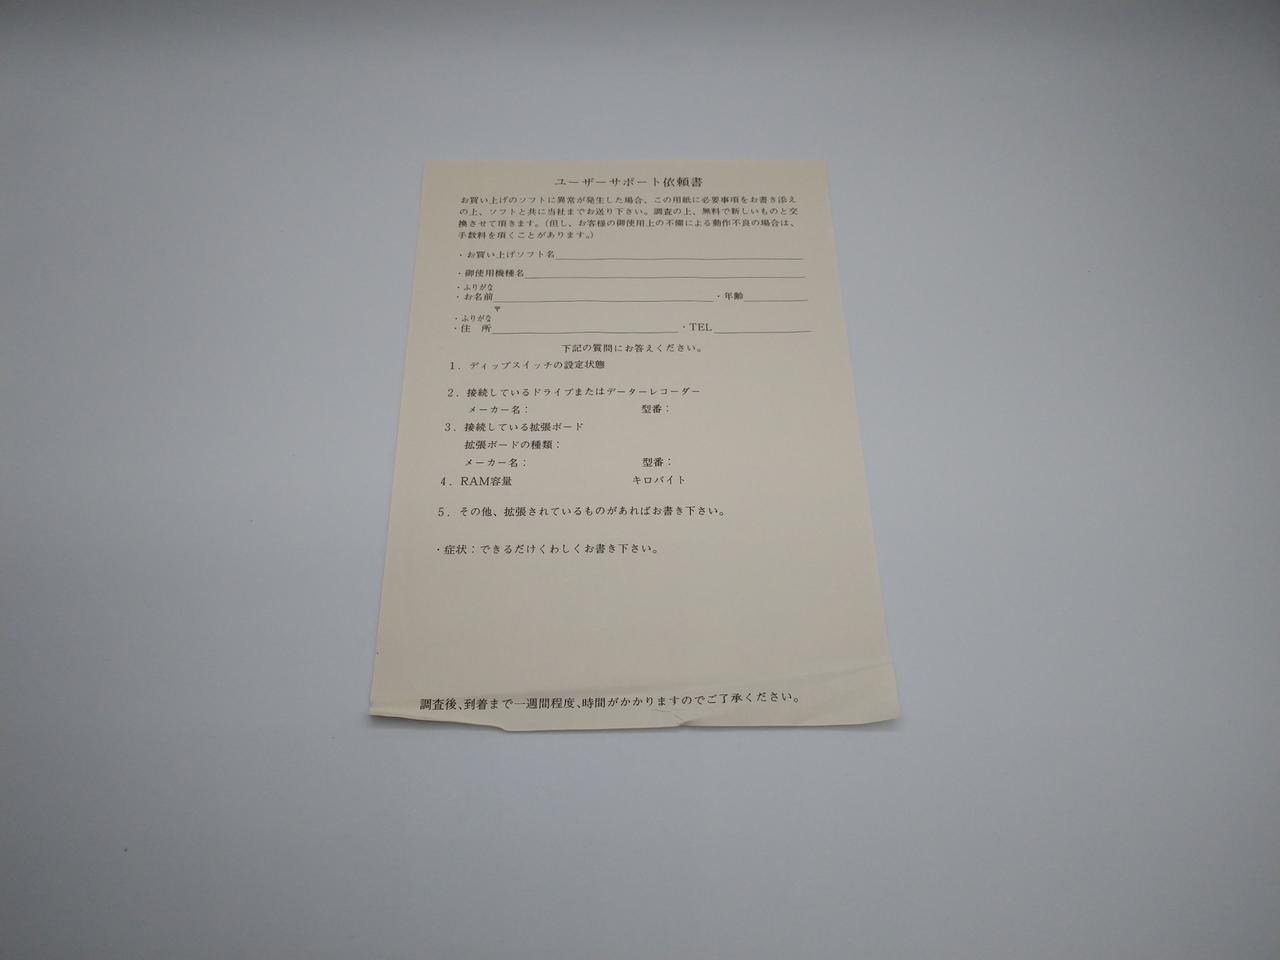 ユーザーサポート依頼書
お買い上げのソフトに異常が発生した場合、この用紙に必要事項をお書き添え
の上、ソフトと共に当社までお送り下さい。調査の上、無料で新しいものと交
換させて頂きます。(但し、お客様の御使用上の不備による動作不良の場合は、
手数料を頂くことがあります。)
・お買い上げソフト名
・御使用機種名
・ふりがな
・お名前 ・年齢
〒
・ふりがな
・住 所 ・TEL
下記の質問にお答えください。
1. ディップスイッチの設定状態
2. 接続しているドライブまたはデーターレコーダー
メーカー名: 型番:
3. 接続している拡張ボード
拡張ボードの種類:
メーカー名: 型番:
4. RAM容量 キロバイト
5. その他、拡張されているものがあればお書き下さい。
・症状:できるだけくわしくお書き下さい。
調査後、到着まで一週間程度、時間がかかりますのでご了承ください。